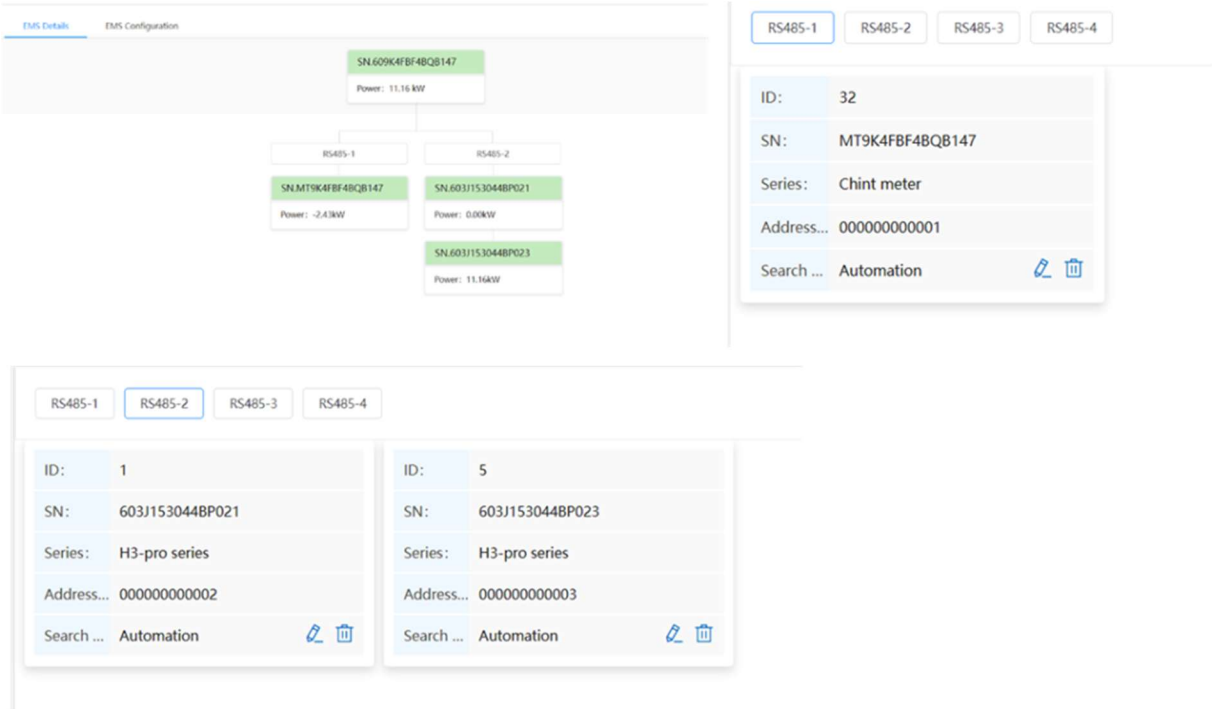 EMS Details EMS Configuration
SN.609K4FBF4BQB147
Power: 11.16 kW
RS485-1 RS485-2
SN.MT9K4FBF4BQB147 SN.603J153044BP021
Power: -2.43kW Power: 0.00kW
SN.603J153044BP023
Power: 11.16kW
RS485-1 RS485-2 RS485-3 RS485-4
ID: 32
SN: MT9K4FBF4BQB147
Series: Chint meter
Address... 000000000001
Search ... Automation
RS485-1 RS485-2 RS485-3 RS485-4
ID: 1
SN: 603J153044BP021
Series: H3-pro series
Address... 000000000002
Search ... Automation
ID: 5
SN: 603J153044BP023
Series: H3-pro series
Address... 000000000003
Search ... Automation